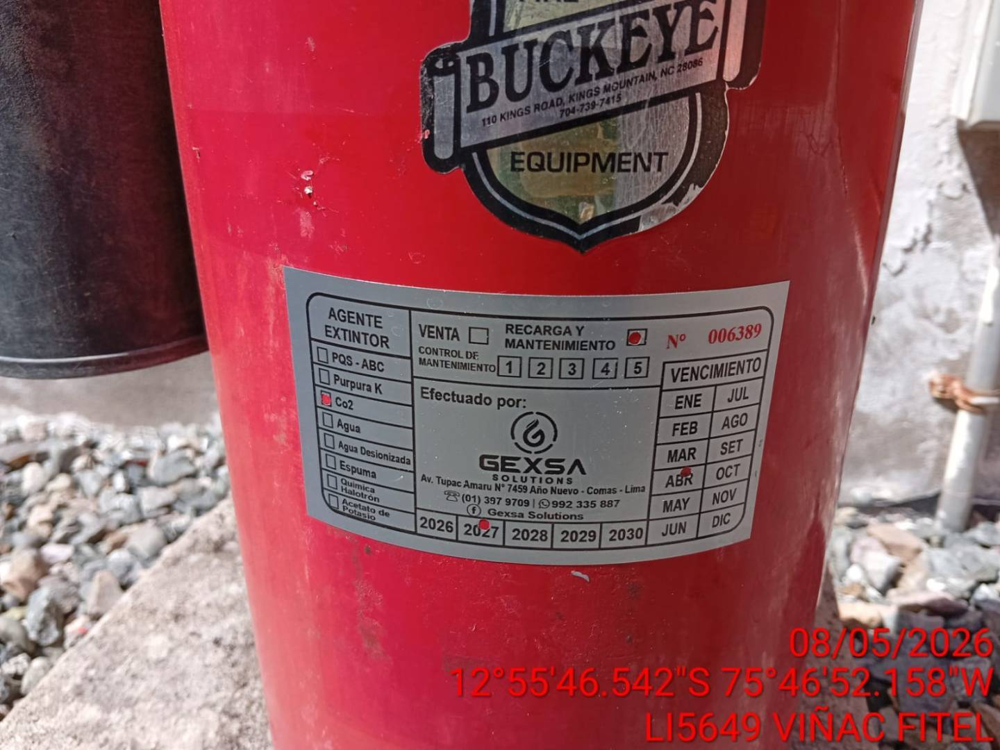 BUCKEYE
110 KINGS ROAD, KINGS MOUNTAIN, NC 28086
704-739-7415
EQUIPMENT
AGENTE
EXTINTOR
PQS - ABC
Purpura K
Co2
Agua
Agua Desionizada
Espuma
Quimica
Halotrón
Acetato de
Potasio
VENTA
RECARGA Y
MANTENIMIENTO
Nº 006389
CONTROL DE
MANTENIMIENTO 1 2 3 4 5
Efectuado por:
GEXSA
SOLUTIONS
Av. Tupac Amaru Nº 7459 Año Nuevo - Comas - Lima
(01) 397 9709 | 992 335 887
Gexsa Solutions
2026 2027 2028 2029 2030
VENCIMIENTO
ENE JUL
FEB AGO
MAR SET
ABR OCT
MAY NOV
JUN DIC
08/05/2026
12°55'46.542"S 75°46'52.158"W
LI5649 VIÑAC FITEL